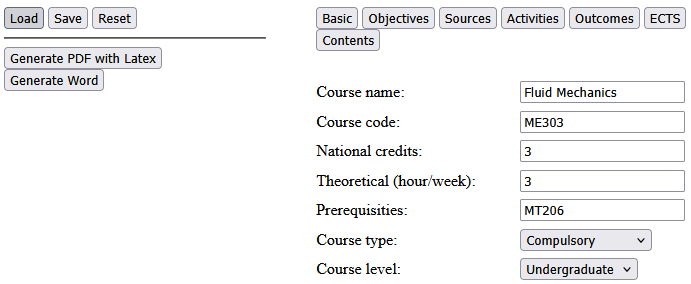 Load Save Reset
Generate PDF with Latex
Generate Word
Basic Objectives Sources Activities Outcomes ECTS
Contents
Course name: Fluid Mechanics
Course code: ME303
National credits: 3
Theoretical (hour/week): 3
Prerequisities: MT206
Course type: Compulsory
Course level: Undergraduate